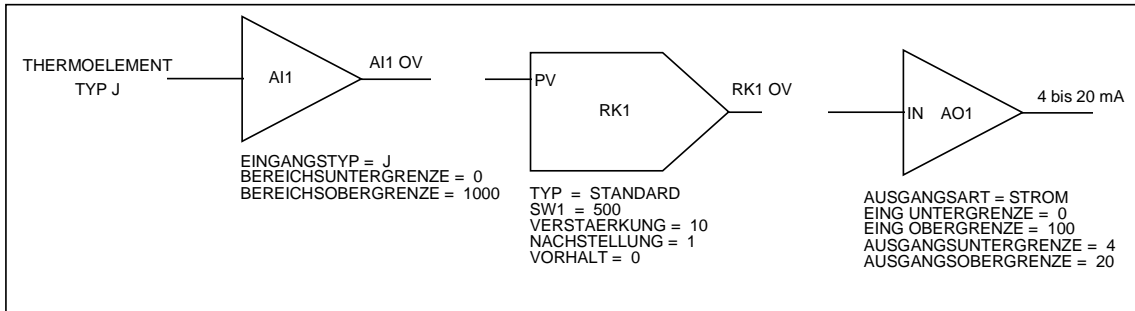 THERMOELEMENT
TYP J
AI1
AI1 OV
EINGANGSTYP = J
BEREICHSUNTERGRENZE = 0
BEREICHSOBERGRENZE = 1000
PV
RK1
RK1 OV
TYP = STANDARD
SW1 = 500
VERSTAERKUNG = 10
NACHSTELLUNG = 1
VORHALT = 0
IN AO1
4 bis 20 mA
AUSGANGSART = STROM
EING UNTERGRENZE = 0
EING OBERGRENZE = 100
AUSGANGSUNTERGRENZE = 4
AUSGANGSOBERGRENZE = 20